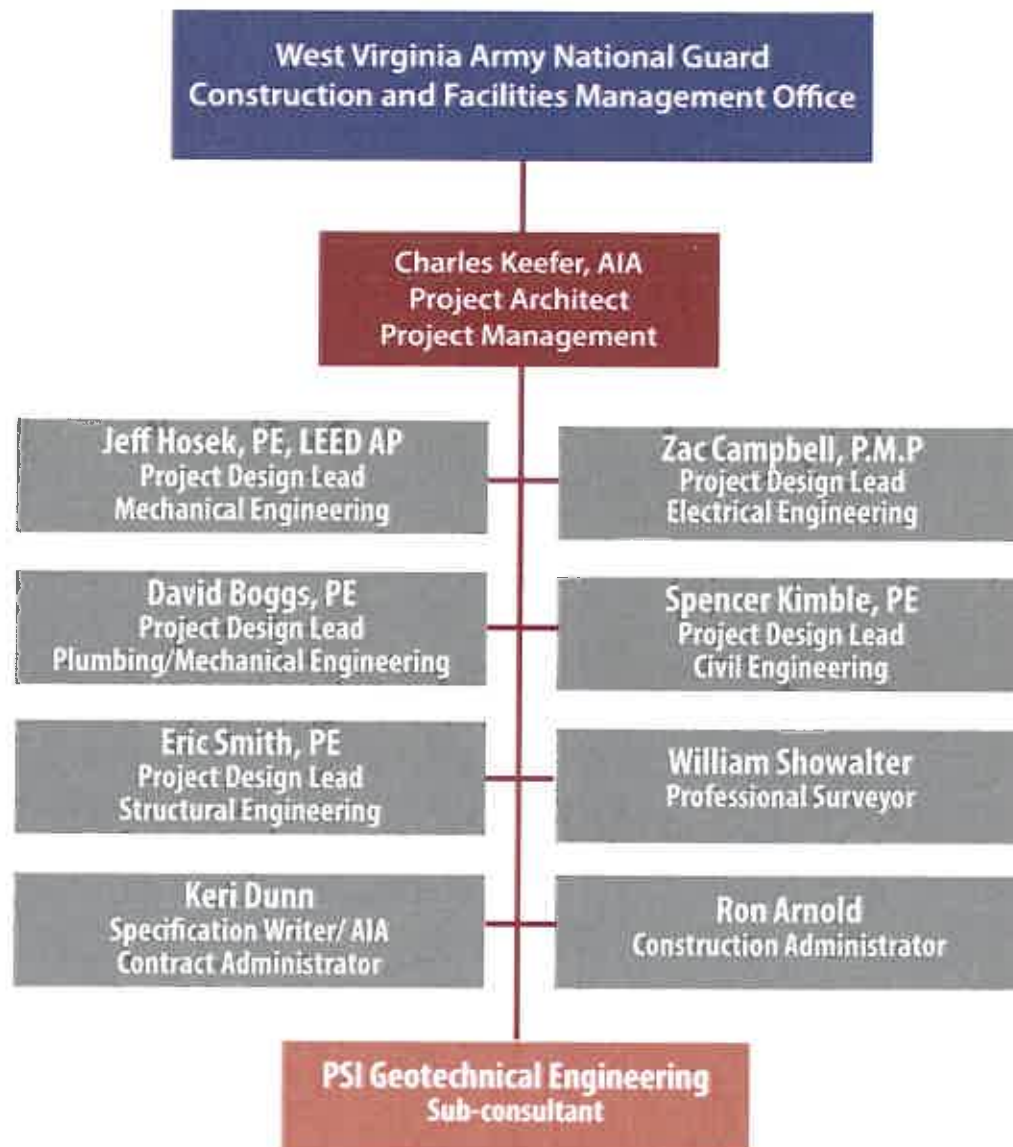 West Virginia Army National Guard
Construction and Facilities Management Office
Charles Keefer, AIA
Project Architect
Project Management
Jeff Hosek, PE, LEED AP
Project Design Lead
Mechanical Engineering
Zac Campbell, P.M.P
Project Design Lead
Electrical Engineering
David Boggs, PE
Project Design Lead
Plumbing/Mechanical Engineering
Spencer Kimble, PE
Project Design Lead
Civil Engineering
Eric Smith, PE
Project Design Lead
Structural Engineering
William Showalter
Professional Surveyor
Keri Dunn
Specification Writer/ AIA
Contract Administrator
Ron Arnold
Construction Administrator
PSI Geotechnical Engineering
Sub-consultant